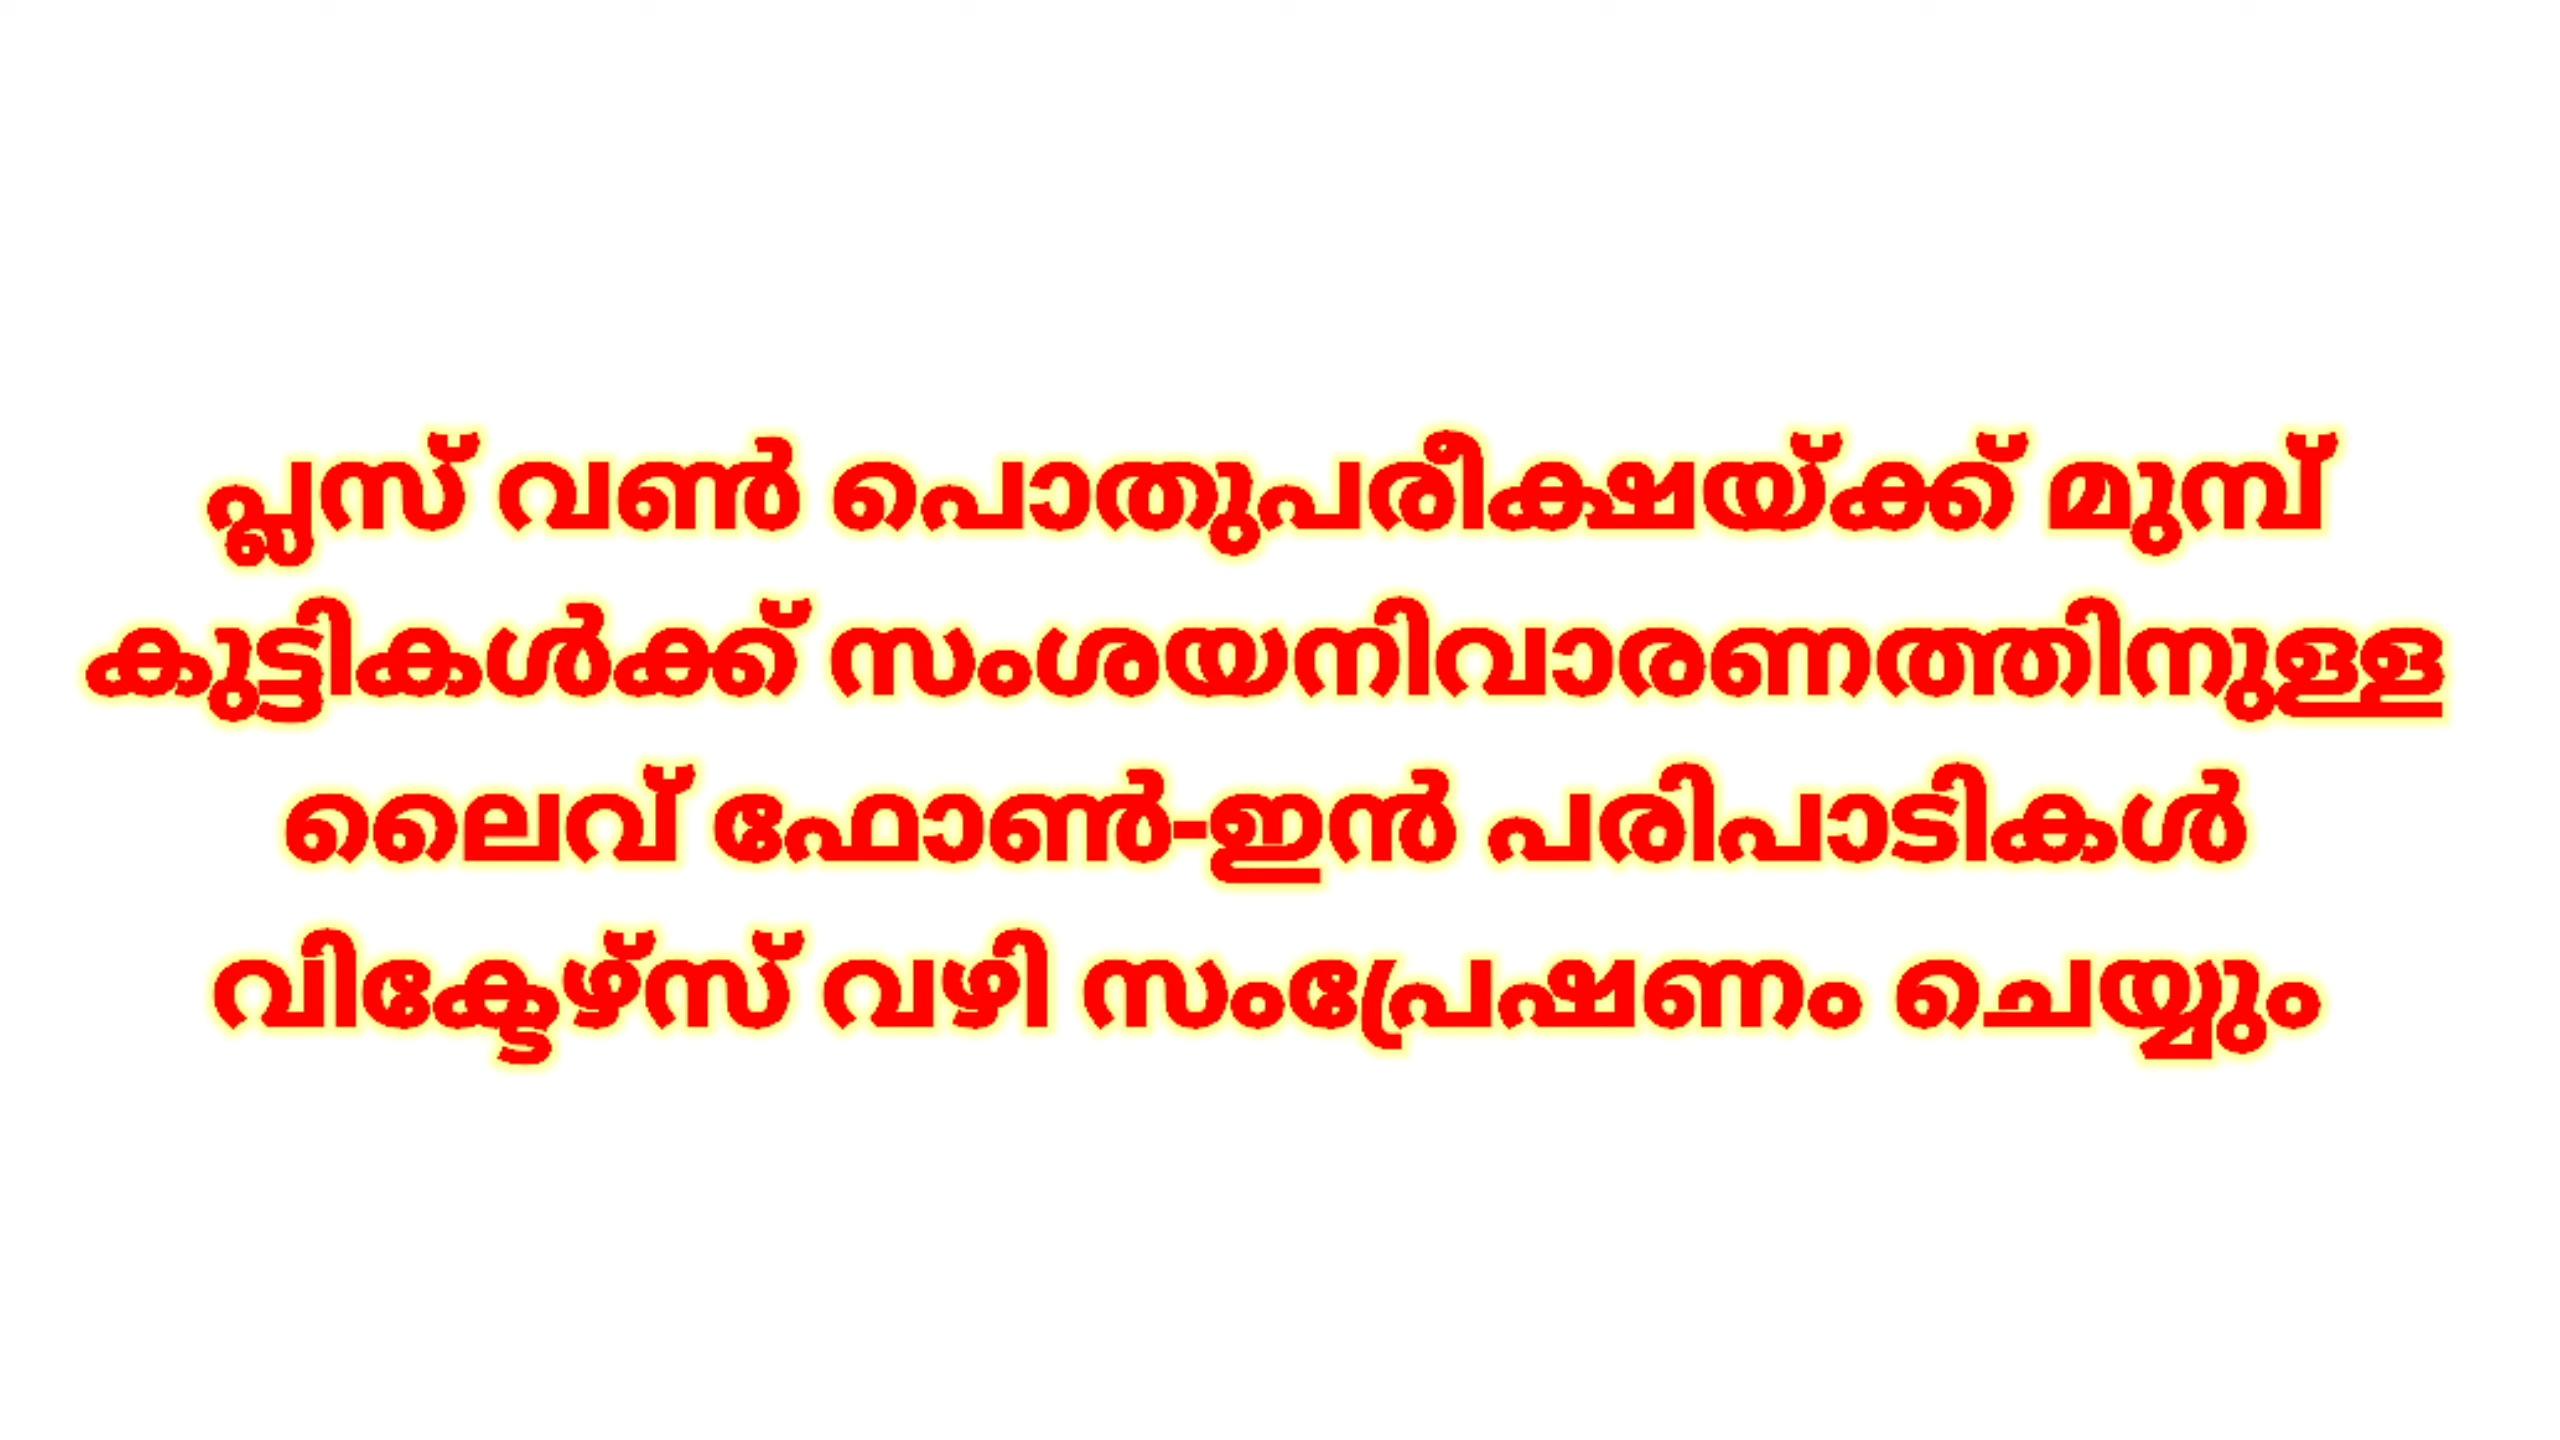 പ്ലസ് വൺ പൊതുപരീക്ഷയ്ക്ക് മുമ്പ്
കുട്ടികൾക്ക് സംശയനിവാരണത്തിനുള്ള
ലൈവ് ഫോൺ-ഇൻ പരിപാടികൾ
വിക്ടേഴ്സ് വഴി സംപ്രേഷണം ചെയ്യും